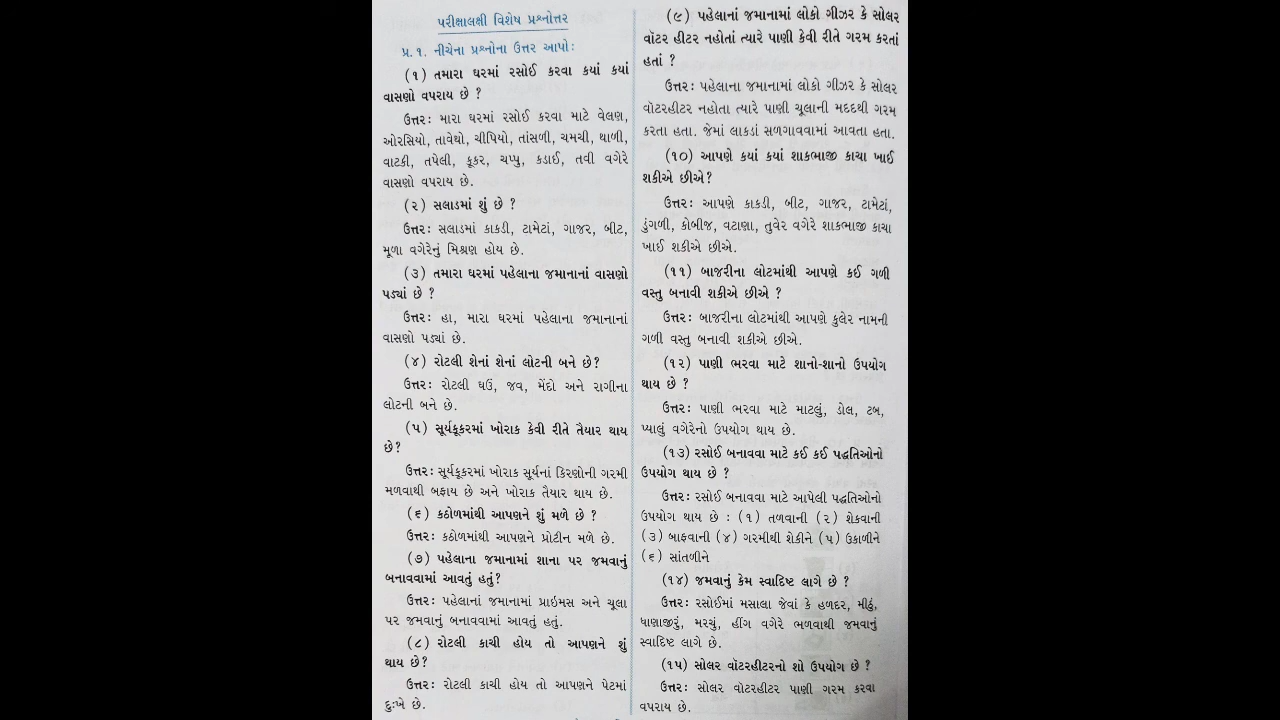 પરીક્ષાલક્ષી વિશેષ પ્રશ્નોત્તર
પ્ર. ૧. નીચેના પ્રશ્નોના ઉત્તર આપો:
(૧) તમારા ઘરમાં રસોઈ કરવા કયાં કયાં
વાસણો વપરાય છે ?
ઉત્તર: મારા ઘરમાં રસોઈ કરવા માટે વેલણ,
ઓરસિયો, તાવેથો, ચીપિયો, તાંસળી, ચમચી, થાળી,
વાટકી, તપેલી, કૂકર, ચપ્પુ, કડાઈ, તવી વગેરે
વાસણો વપરાય છે.
(૨) સલાડમાં શું છે ?
ઉત્તર: સલાડમાં કાકડી, ટામેટાં, ગાજર, બીટ,
મૂળા વગેરેનું મિશ્રણ હોય છે.
(૩) તમારા ઘરમાં પહેલાના જમાનાનાં વાસણો
પડ્યાં છે ?
ઉત્તર: હા, મારા ઘરમાં પહેલાના જમાનાનાં
વાસણો પડ્યાં છે.
(૪) રોટલી શેનાં શેનાં લોટની બને છે?
ઉત્તર: રોટલી ઘઉં, જવ, મેંદો અને રાગીના
લોટની બને છે.
(૫) સૂર્યકૂકરમાં ખોરાક કેવી રીતે તૈયાર થાય
છે?
ઉત્તર: સૂર્યકૂકરમાં ખોરાક સૂર્યનાં કિરણોની ગરમી
મળવાથી બફાય છે અને ખોરાક તૈયાર થાય છે.
(૬) કઠોળમાંથી આપણને શું મળે છે ?
ઉત્તર: કઠોળમાંથી આપણને પ્રોટીન મળે છે.
(૭) પહેલાના જમાનામાં શાના પર જમવાનું
બનાવવામાં આવતું હતું?
ઉત્તર: પહેલાનાં જમાનામાં પ્રાઇમસ અને ચૂલા
પર જમવાનું બનાવવામાં આવતું હતું.
(૮) રોટલી કાચી હોય તો આપણને શું
થાય છે?
ઉત્તર: રોટલી કાચી હોય તો આપણને પેટમાં
દુઃખે છે.
(૯) પહેલાનાં જમાનામાં લોકો ગીઝર કે સોલર
વૉટર હીટર નહોતાં ત્યારે પાણી કેવી રીતે ગરમ કરતાં
હતાં ?
ઉત્તર: પહેલાના જમાનામાં લોકો ગીઝર કે સોલર
વૉટરહીટર નહોતા ત્યારે પાણી ચૂલાની મદદથી ગરમ
કરતા હતા. જેમાં લાકડાં સળગાવવામાં આવતા હતા.
(૧૦) આપણે કયાં કયાં શાકભાજી કાચા ખાઈ
શકીએ છીએ?
ઉત્તર: આપણે કાકડી, બીટ, ગાજર, ટામેટાં,
ડુંગળી, કોબીજ, વટાણા, તુવેર વગેરે શાકભાજી કાચા
ખાઈ શકીએ છીએ.
(૧૧) બાજરીના લોટમાંથી આપણે કઈ ગળી
વસ્તુ બનાવી શકીએ છીએ ?
ઉત્તર: બાજરીના લોટમાંથી આપણે કુલેર નામની
ગળી વસ્તુ બનાવી શકીએ છીએ.
(૧૨) પાણી ભરવા માટે શાનો-શાનો ઉપયોગ
થાય છે ?
ઉત્તર: પાણી ભરવા માટે માટલું, ડોલ, ટબ,
પ્યાલું વગેરેનો ઉપયોગ થાય છે.
(૧૩) રસોઈ બનાવવા માટે કઈ કઈ પદ્ધતિઓનો
ઉપયોગ થાય છે ?
ઉત્તર: રસોઈ બનાવવા માટે આપેલી પદ્ધતિઓનો
ઉપયોગ થાય છે : (૧) તળવાની (૨) શેકવાની
(૩) બાફવાની (૪) ગરમીથી શેકીને (૫) ઉકાળીને
(૬) સાંતળીને
(૧૪) જમવાનું કેમ સ્વાદિષ્ટ લાગે છે ?
ઉત્તર: રસોઈમાં મસાલા જેવાં કે હળદર, મીઠું,
ધાણાજીરું, મરચું, હીંગ વગેરે ભળવાથી જમવાનું
સ્વાદિષ્ટ લાગે છે.
(૧૫) સોલર વૉટરહીટરનો શો ઉપયોગ છે ?
ઉત્તર: સોલર વૉટરહીટર પાણી ગરમ કરવા
વપરાય છે.